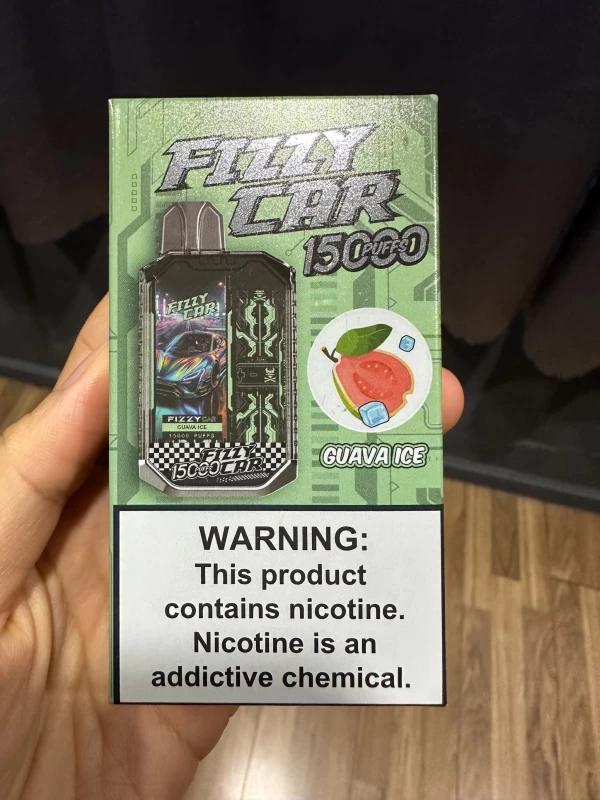 FIZZY
CAR
15000 PUFFS
FIZZY
CAR
FIZZY CAR
GUAVA ICE
15000 PUFFS
FIZZY
15000 CAR
GUAVA ICE
WARNING:
This product
contains nicotine.
Nicotine is an
addictive chemical.